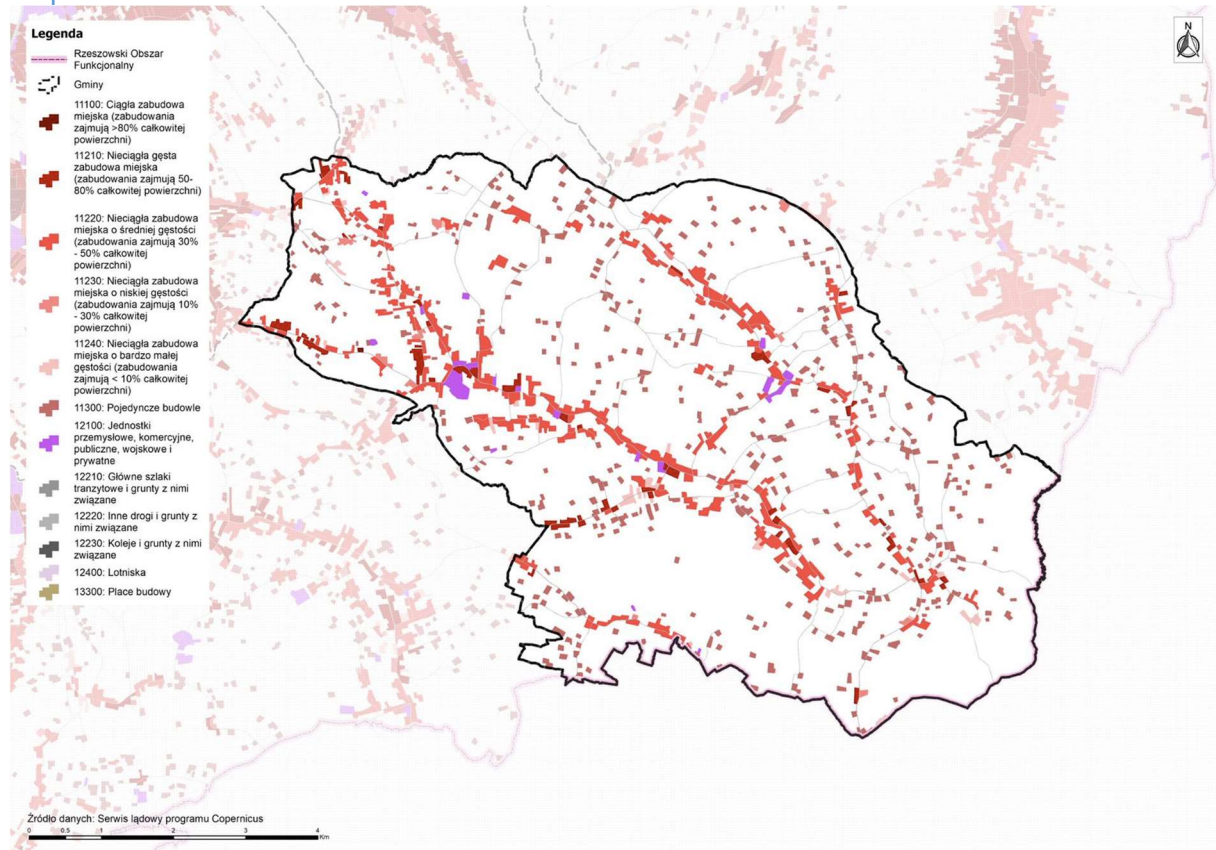 Legenda
Rzeszowski Obszar
Funkcjonalny
Gminy
11100: Ciągła zabudowa
miejska (zabudowania
zajmują >80% całkowitej
powierzchni)
11210: Nieciągła gęsta
zabudowa miejska
(zabudowania zajmują 50-
80% całkowitej powierzchni)
11220: Nieciągła zabudowa
miejska o średniej gęstości
(zabudowania zajmują 30%
- 50% całkowitej
powierzchni)
11230: Nieciągła zabudowa
miejska o niskiej gęstości
(zabudowania zajmują 10%
- 30% całkowitej
powierzchni)
11240: Nieciągła zabudowa
miejska o bardzo małej
gęstości (zabudowania
zajmują < 10% całkowitej
powierzchni)
11300: Pojedyncze budowle
12100: Jednostki
przemysłowe, komercyjne,
publiczne, wojskowe i
prywatne
12210: Główne szlaki
tranzytowe i grunty z nimi
związane
12220: Inne drogi i grunty z
nimi związane
12230: Koleje i grunty z nimi
związane
12400: Lotniska
13300: Place budowy
N
Źródło danych: Serwis lądowy programu Copernicus
0 0.5 1 2 3 4
Km